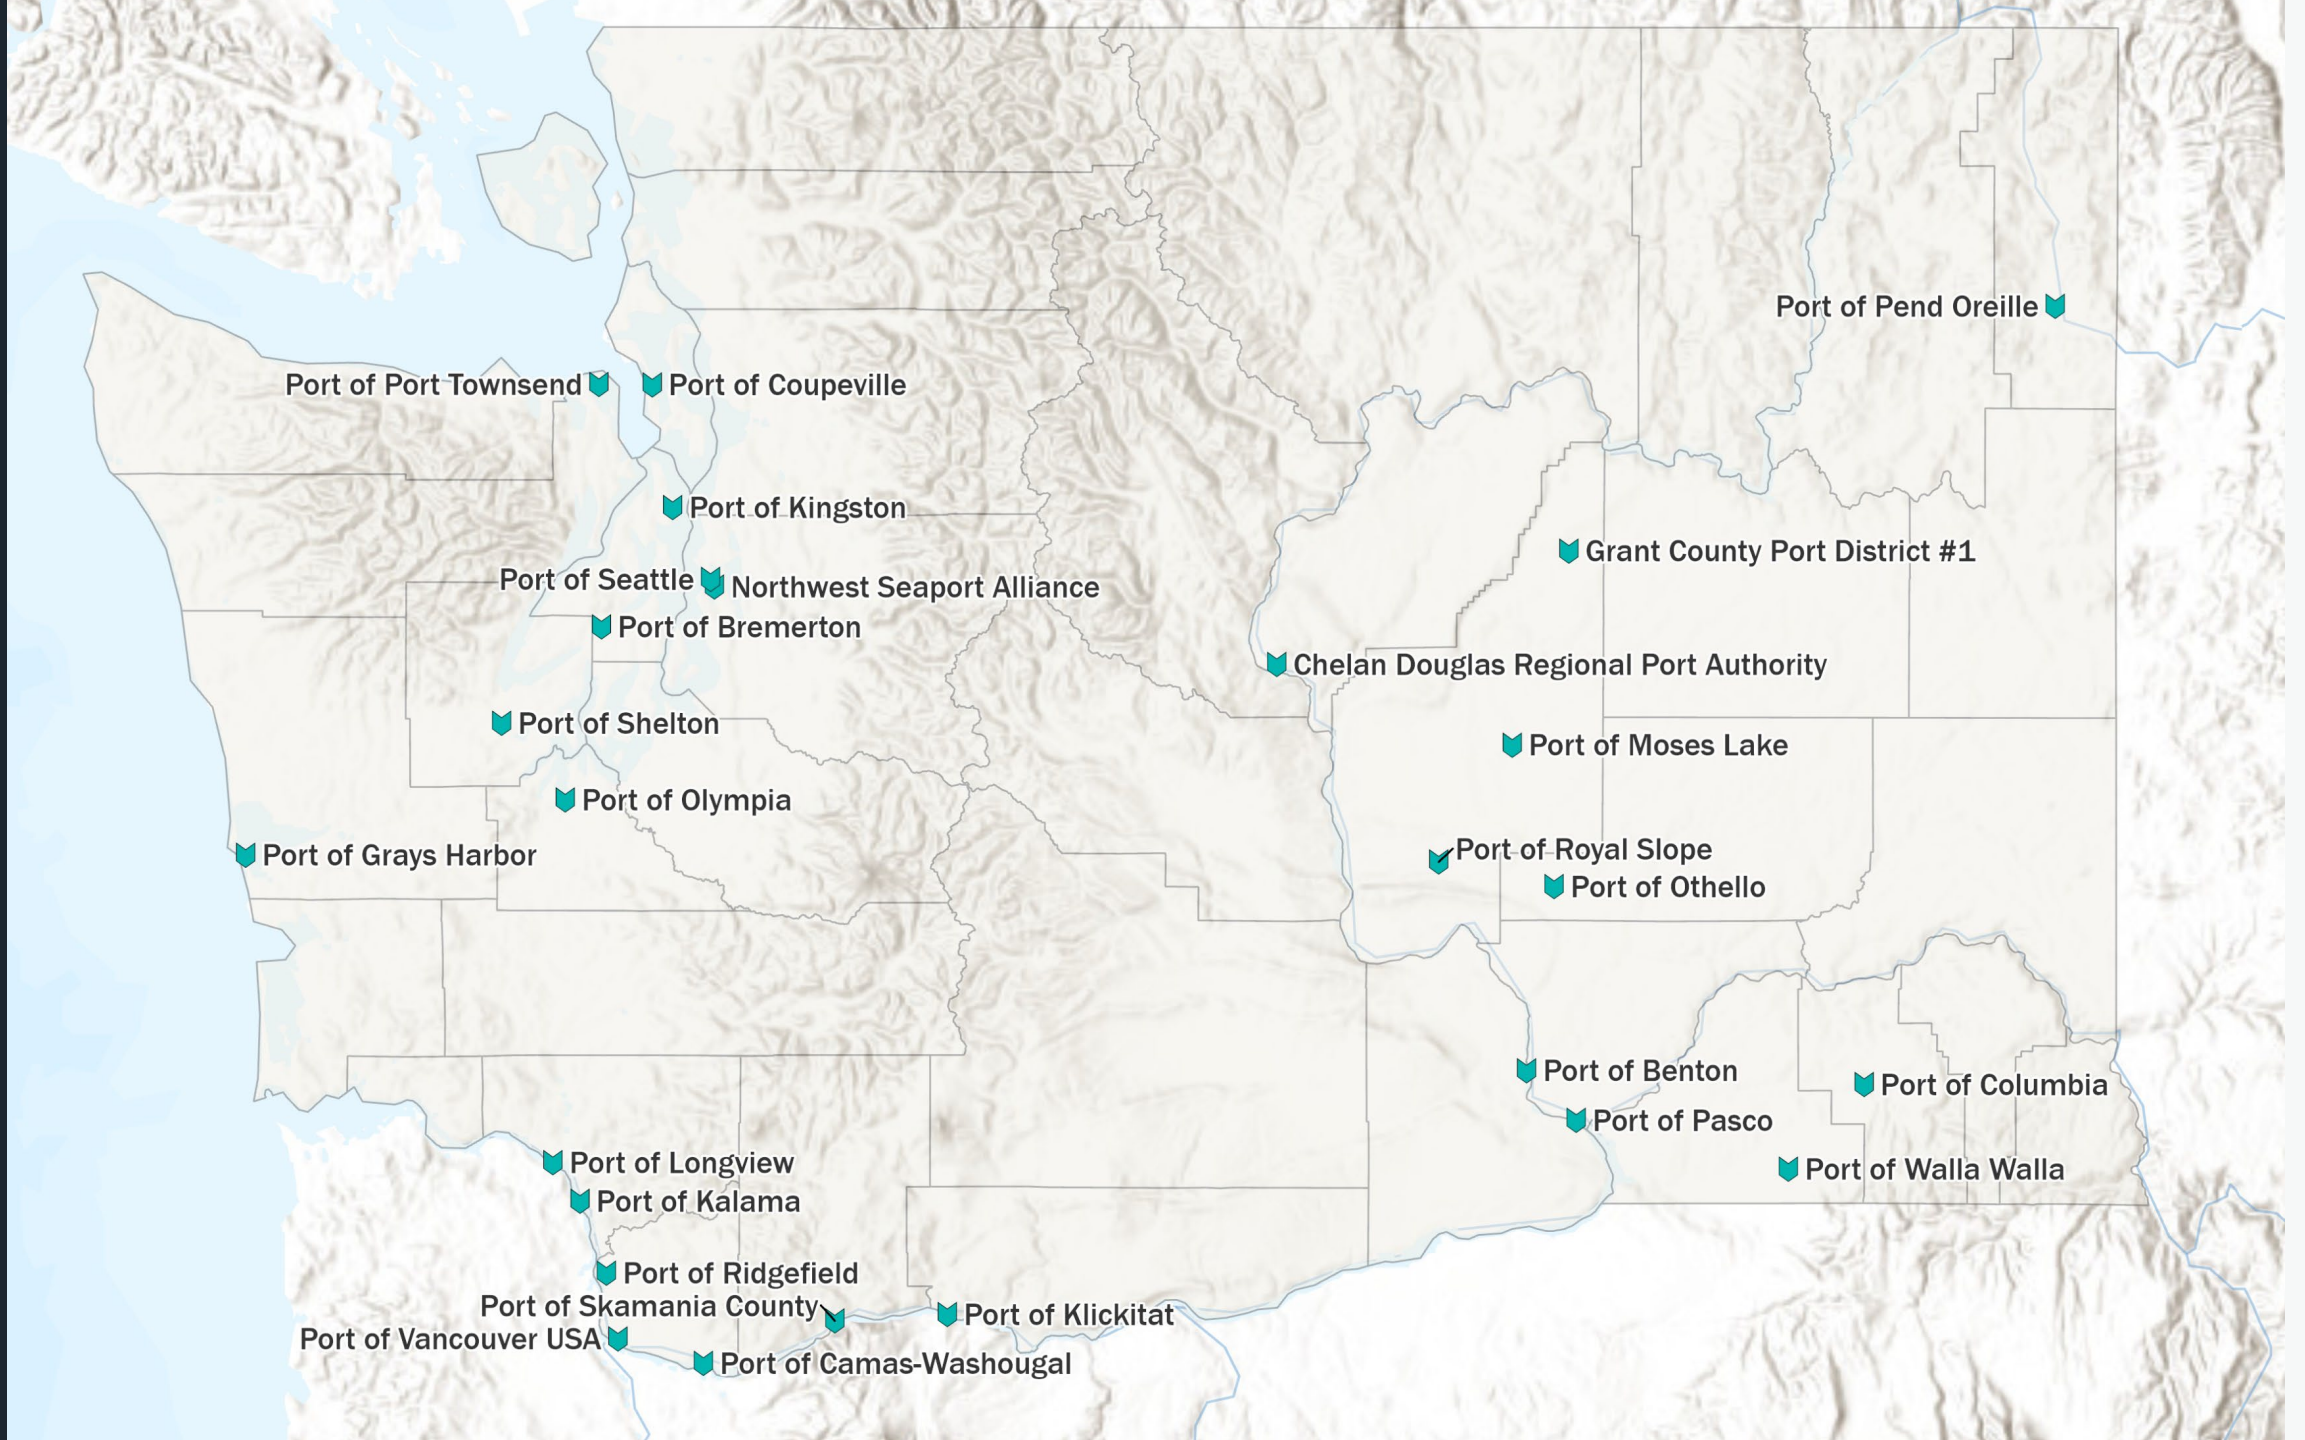 Port of Pend Oreille
Port of Port Townsend
Port of Coupeville
Port of Kingston
Grant County Port District #1
Port of Seattle
Northwest Seaport Alliance
Port of Bremerton
Chelan Douglas Regional Port Authority
Port of Shelton
Port of Moses Lake
Port of Olympia
Port of Grays Harbor
Port of Royal Slope
Port of Othello
Port of Benton
Port of Columbia
Port of Pasco
Port of Longview
Port of Walla Walla
Port of Kalama
Port of Ridgefield
Port of Skamania County
Port of Klickitat
Port of Vancouver USA
Port of Camas-Washougal